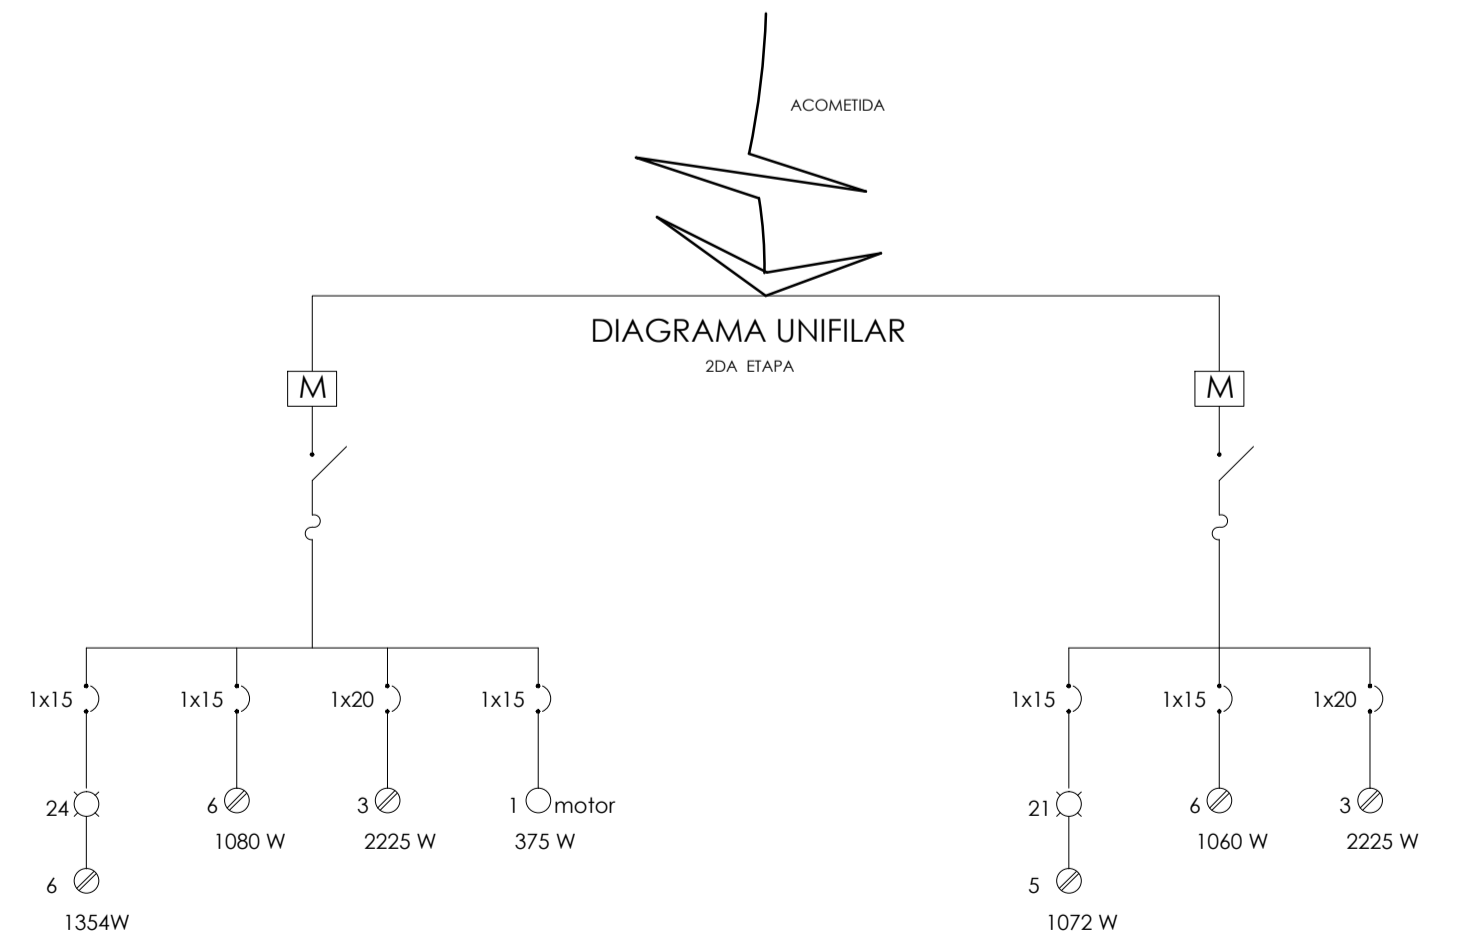 ACOMETIDA
DIAGRAMA UNIFILAR
2DA ETAPA
M
M
1x15
1x15
1x20
1x15
1x15
1x15
1x20
24
6
3
1
motor
21
6
3
1080 W
2225 W
375 W
1060 W
2225 W
6
5
1354W
1072 W